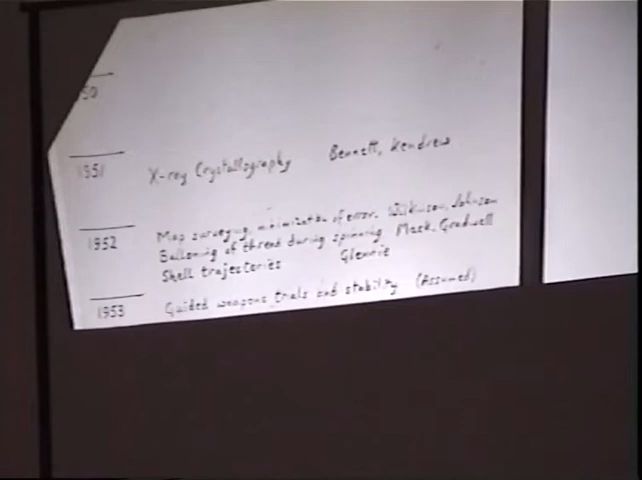 50
1951 X-ray Crystallography Bennett, Kendrew
1952 Map surveying, minimization of error. Wilkinson, Johnson
Ballooning of thread during spinning Mack, Gradwell
Shell trajectories Glennie
1953 Guided weapons trials and stability (Assumed)